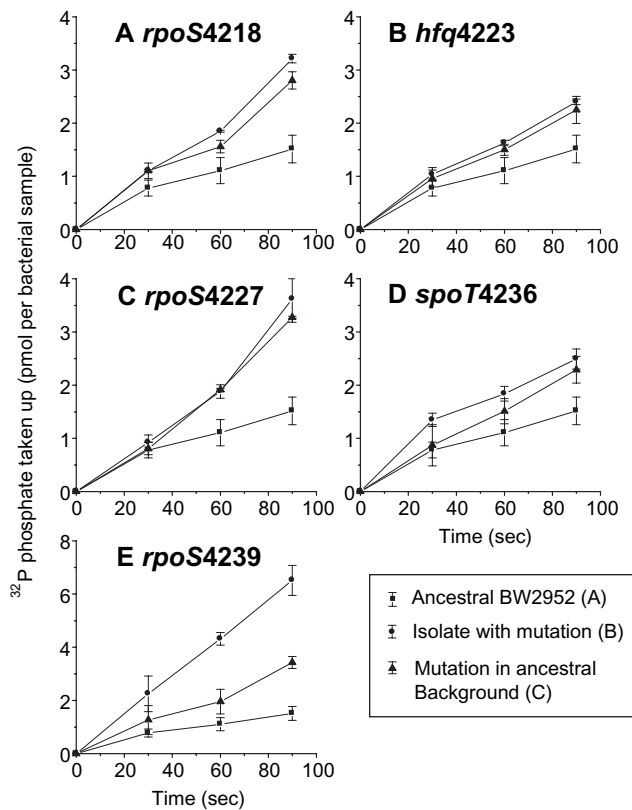 A rpoS4218
B hfq4223
4
3
2
1
0
0 20 40 60 80 100
4
3
2
1
0
0 20 40 60 80 100
C rpoS4227
D spoT4236
4
3
2
1
0
0 20 40 60 80 100
4
3
2
1
0
0 20 40 60 80 100
Time (sec)
E rpoS4239
8
6
4
2
0
0 20 40 60 80 100
Time (sec)
32P phosphate taken up (pmol per bacterial sample)
Ancestral BW2952 (A)
Isolate with mutation (B)
Mutation in ancestral
Background (C)